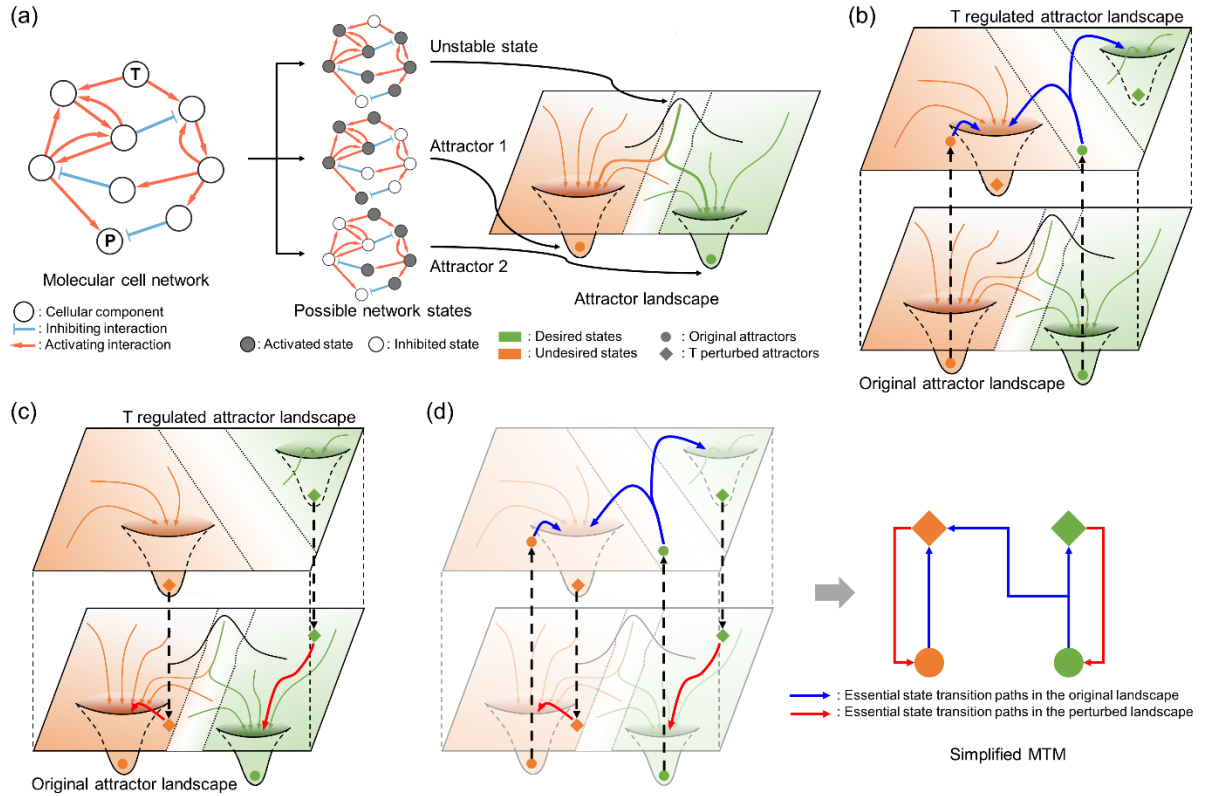 (a)
T
P
Molecular cell network
: Cellular component
: Inhibiting interaction
: Activating interaction
Unstable state
Attractor 1
Attractor 2
Possible network states
: Activated state
: Inhibited state
Attractor landscape
: Desired states
: Undesired states
: Original attractors
: T perturbed attractors
(b)
T regulated attractor landscape
Original attractor landscape
(c)
T regulated attractor landscape
Original attractor landscape
(d)
: Essential state transition paths in the original landscape
: Essential state transition paths in the perturbed landscape
Simplified MTM